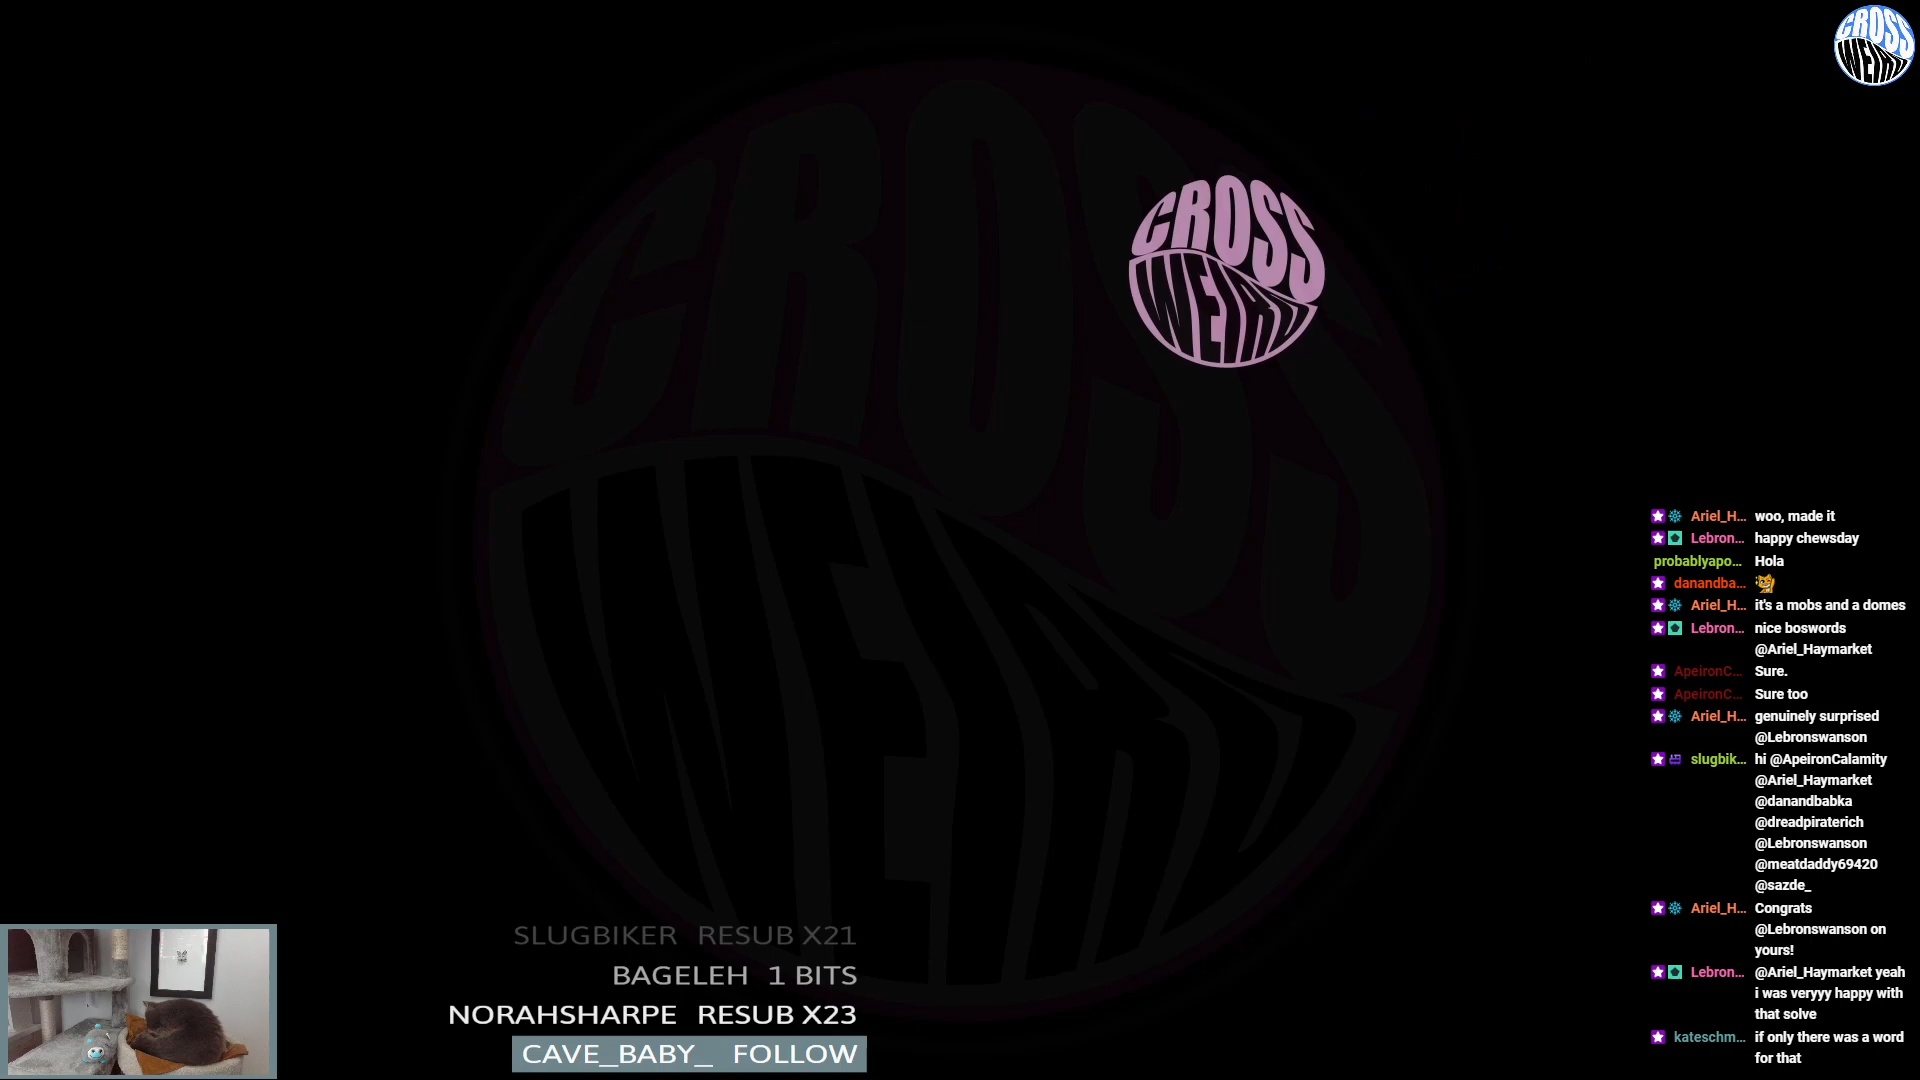 CROSS
WEIRD
CROSS
WEIRD
CROSS
WEIRD
Ariel_H... woo, made it
Lebron... happy chewsday
probablyapo... Hola
danandba...
Ariel_H... it's a mobs and a domes
Lebron... nice boswords
@Ariel_Haymarket
ApeironC... Sure.
ApeironC... Sure too
Ariel_H... genuinely surprised
@Lebronswanson
slugbik... hi @ApeironCalamity
@Ariel_Haymarket
@danandbabka
@dreadpiraterich
@Lebronswanson
@meatdaddy69420
@sazde_
Ariel_H... Congrats
@Lebronswanson on
yours!
Lebron... @Ariel_Haymarket yeah
i was veryyy happy with
that solve
kateschm... if only there was a word
for that
SLUGBIKER RESUB X21
BAGELEH 1 BITS
NORAHSHARPE RESUB X23
CAVE_BABY_ FOLLOW